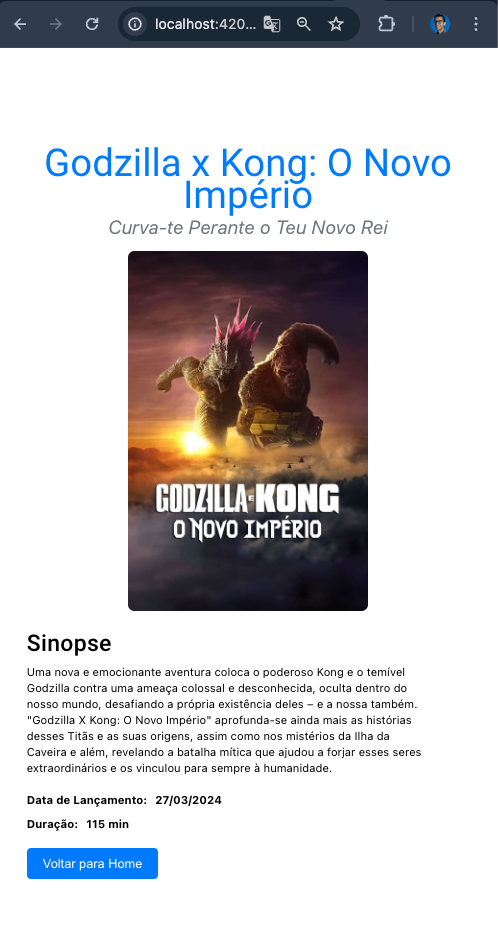 localhost:420...
Godzilla x Kong: O Novo
Império
Curva-te Perante o Teu Novo Rei
GODZILLA E KONG
O NOVO IMPÉRIO
Sinopse
Uma nova e emocionante aventura coloca o poderoso Kong e o temível
Godzilla contra uma ameaça colossal e desconhecida, oculta dentro do
nosso mundo, desafiando a própria existência deles – e a nossa também.
"Godzilla X Kong: O Novo Império" aprofunda-se ainda mais as histórias
desses Titãs e as suas origens, assim como nos mistérios da Ilha da
Caveira e além, revelando a batalha mítica que ajudou a forjar esses seres
extraordinários e os vinculou para sempre à humanidade.
Data de Lançamento: 27/03/2024
Duração: 115 min
Voltar para Home